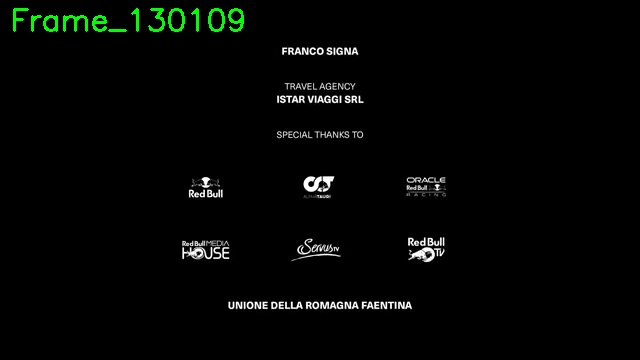 Frame_130109
FRANCO SIGNA
TRAVEL AGENCY
ISTAR VIAGGI SRL
SPECIAL THANKS TO
Red Bull
ALPHATAURI
ORACLE
Red Bull
RACING
Red Bull MEDIA
HOUSE
ServusTV
Red Bull
TV
UNIONE DELLA ROMAGNA FAENTINA